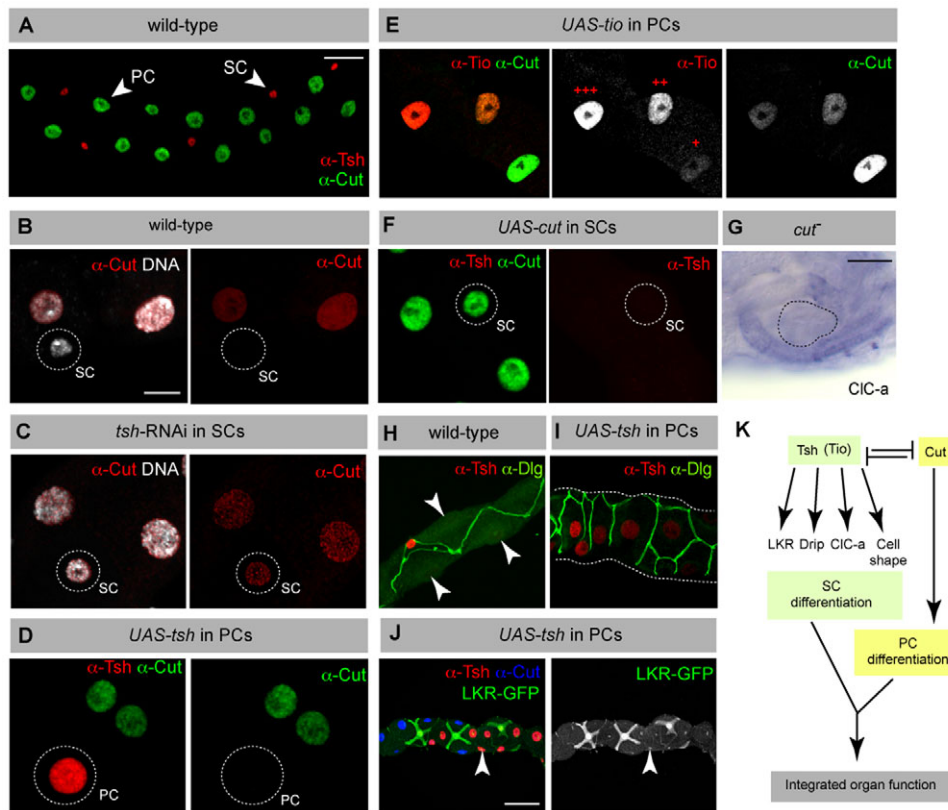 A
wild-type
PC
SC
α-Tsh
α-Cut
E
UAS-tio in PCs
α-Tio α-Cut
α-Tio
+++
++
+
α-Cut
B
wild-type
α-Cut DNA
SC
α-Cut
SC
F
UAS-cut in SCs
α-Tsh α-Cut
SC
α-Tsh
SC
G
cut-
ClC-a
C
tsh-RNAi in SCs
α-Cut DNA
SC
α-Cut
SC
H
wild-type
α-Tsh α-Dlg
I
UAS-tsh in PCs
α-Tsh α-Dlg
D
UAS-tsh in PCs
α-Tsh α-Cut
PC
α-Cut
PC
J
UAS-tsh in PCs
α-Tsh α-Cut
LKR-GFP
LKR-GFP
K
Tsh (Tio)
Cut
LKR Drip ClC-a Cell
shape
SC
differentiation
PC
differentiation
Integrated organ function